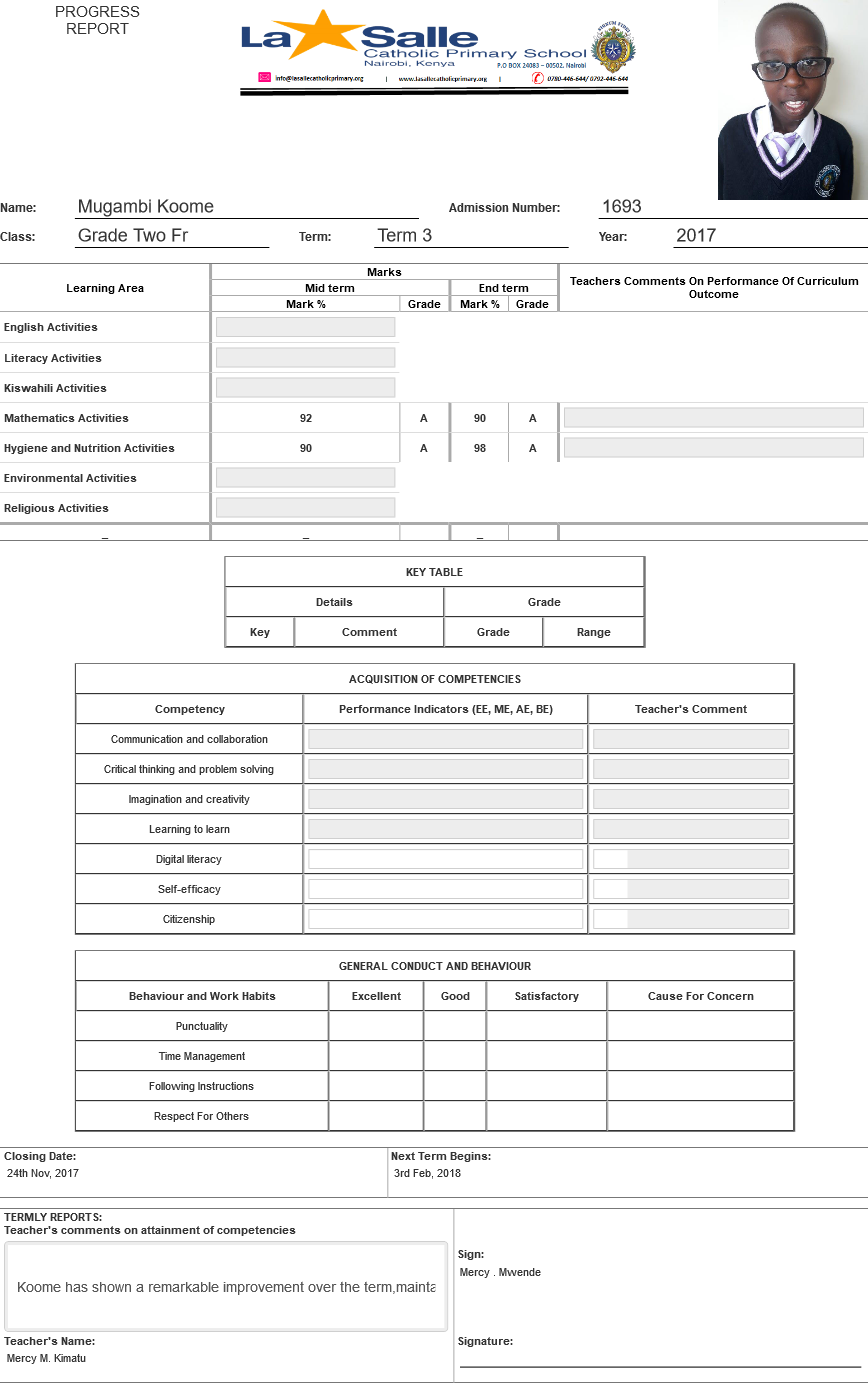 PROGRESS
REPORT
La Salle
Catholic Primary School
Nairobi, Kenya
P.O BOX 24083 – 00502, Nairobi
info@lasallecatholicprimary.org | www.lasallecatholicprimary.org | 0780-446-644/ 0792-446-644
Name: Mugambi Koome Admission Number: 1693
Class: Grade Two Fr Term: Term 3 Year: 2017
Learning Area Marks Teachers Comments On Performance Of Curriculum Outcome
Mid term End term
Mark % Grade Mark % Grade
English Activities
Literacy Activities
Kiswahili Activities
Mathematics Activities 92 A 90 A
Hygiene and Nutrition Activities 90 A 98 A
Environmental Activities
Religious Activities
– – –
KEY TABLE
Details Grade
Key Comment Grade Range
ACQUISITION OF COMPETENCIES
Competency Performance Indicators (EE, ME, AE, BE) Teacher's Comment
Communication and collaboration
Critical thinking and problem solving
Imagination and creativity
Learning to learn
Digital literacy
Self-efficacy
Citizenship
GENERAL CONDUCT AND BEHAVIOUR
Behaviour and Work Habits Excellent Good Satisfactory Cause For Concern
Punctuality
Time Management
Following Instructions
Respect For Others
Closing Date: Next Term Begins:
24th Nov, 2017 3rd Feb, 2018
TERMLY REPORTS:
Teacher's comments on attainment of competencies
Koome has shown a remarkable improvement over the term,mainta
Sign:
Mercy . Mwende
Teacher's Name: Signature:
Mercy M. Kimatu